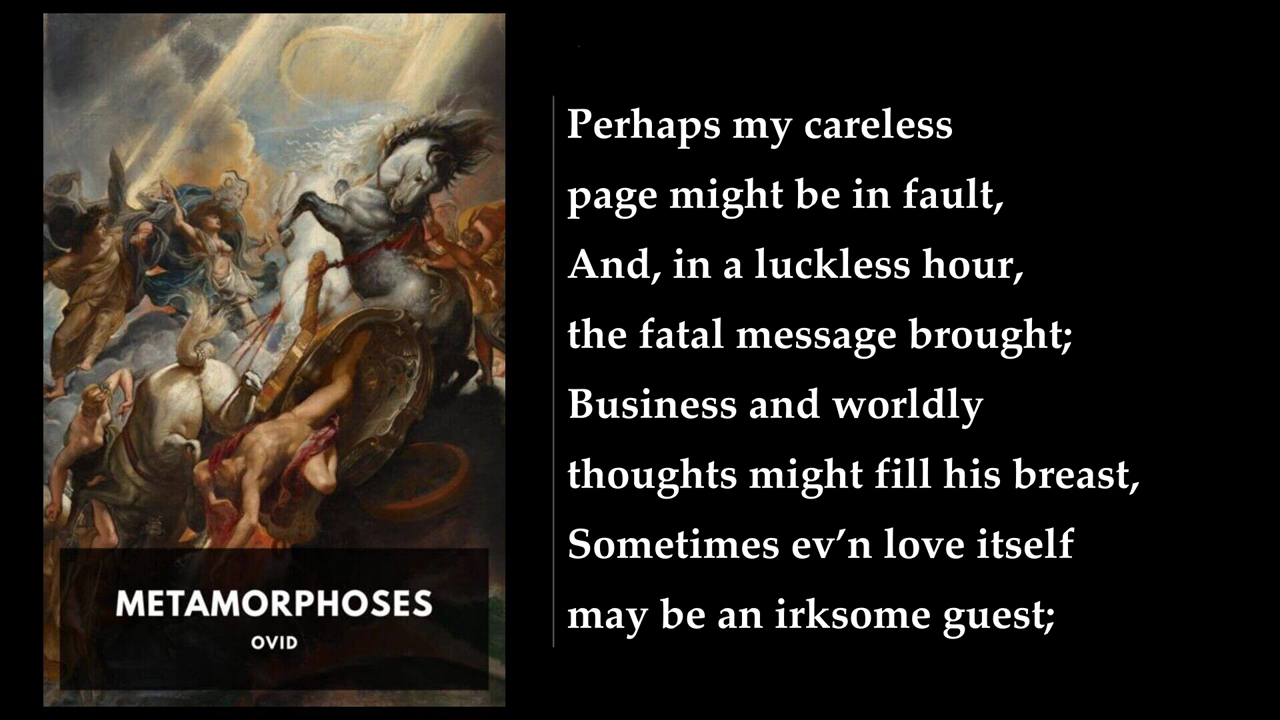 METAMORPHOSES
OVID
Perhaps my careless
page might be in fault,
And, in a luckless hour,
the fatal message brought;
Business and worldly
thoughts might fill his breast,
Sometimes ev’n love itself
may be an irksome guest;